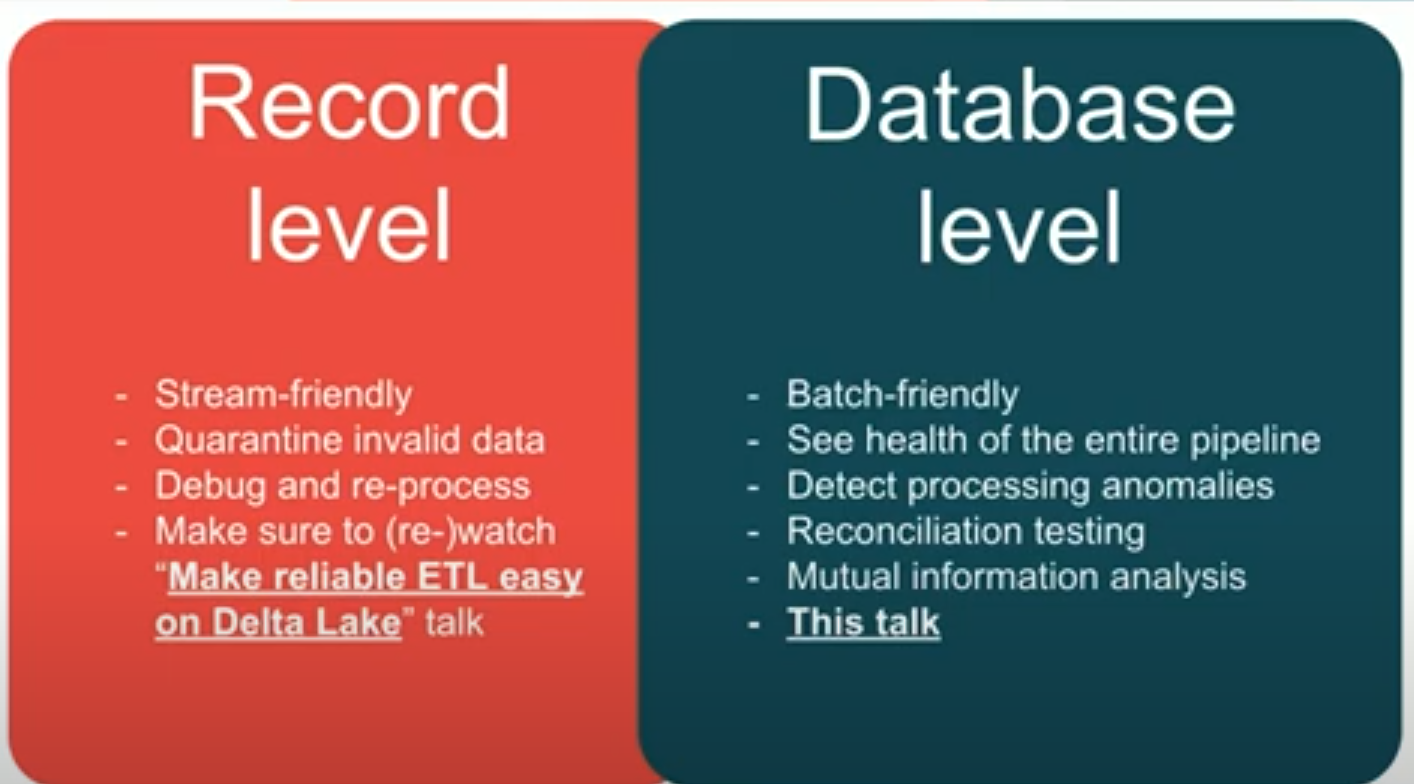 Record
level
- Stream-friendly
- Quarantine invalid data
- Debug and re-process
- Make sure to (re-)watch
“Make reliable ETL easy
on Delta Lake” talk
Database
level
- Batch-friendly
- See health of the entire pipeline
- Detect processing anomalies
- Reconciliation testing
- Mutual information analysis
- This talk